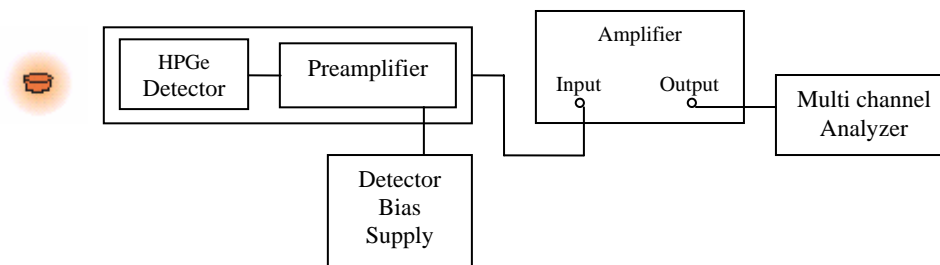 HPGe
Detector
Preamplifier
Detector
Bias
Supply
Amplifier
Input
Output
Multi channel
Analyzer